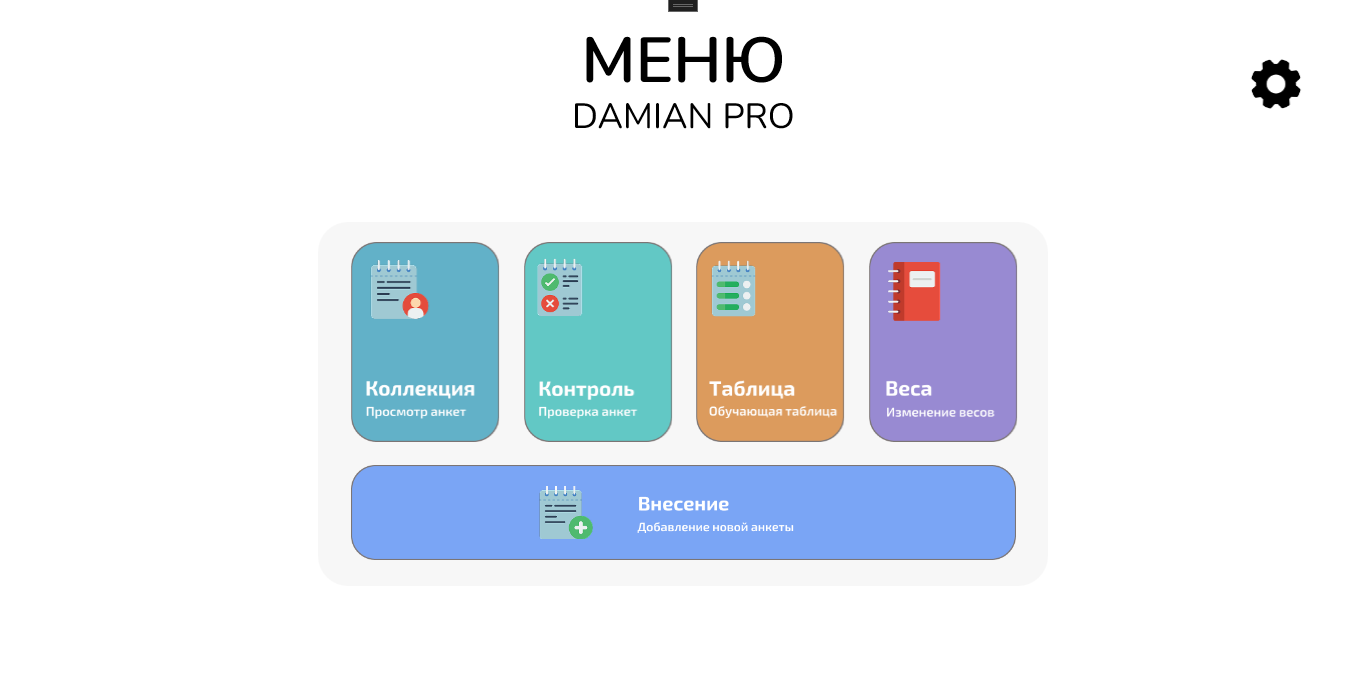 МЕНЮ
DAMIAN PRO
Коллекция
Просмотр анкет
Контроль
Проверка анкет
Таблица
Обучающая таблица
Веса
Изменение весов
Внесение
Добавление новой анкеты